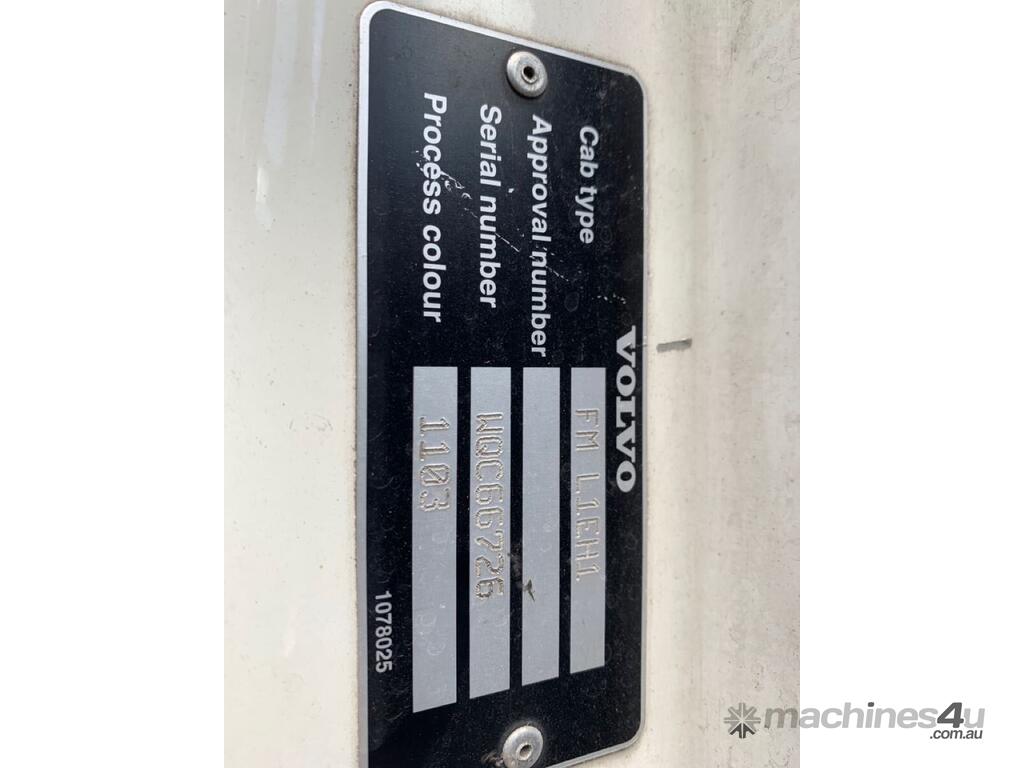 VOLVO
Cab type FM L1EH1
Approval number
Serial number WQC66726
Process colour 1103
1078025
machines4u
.com.au